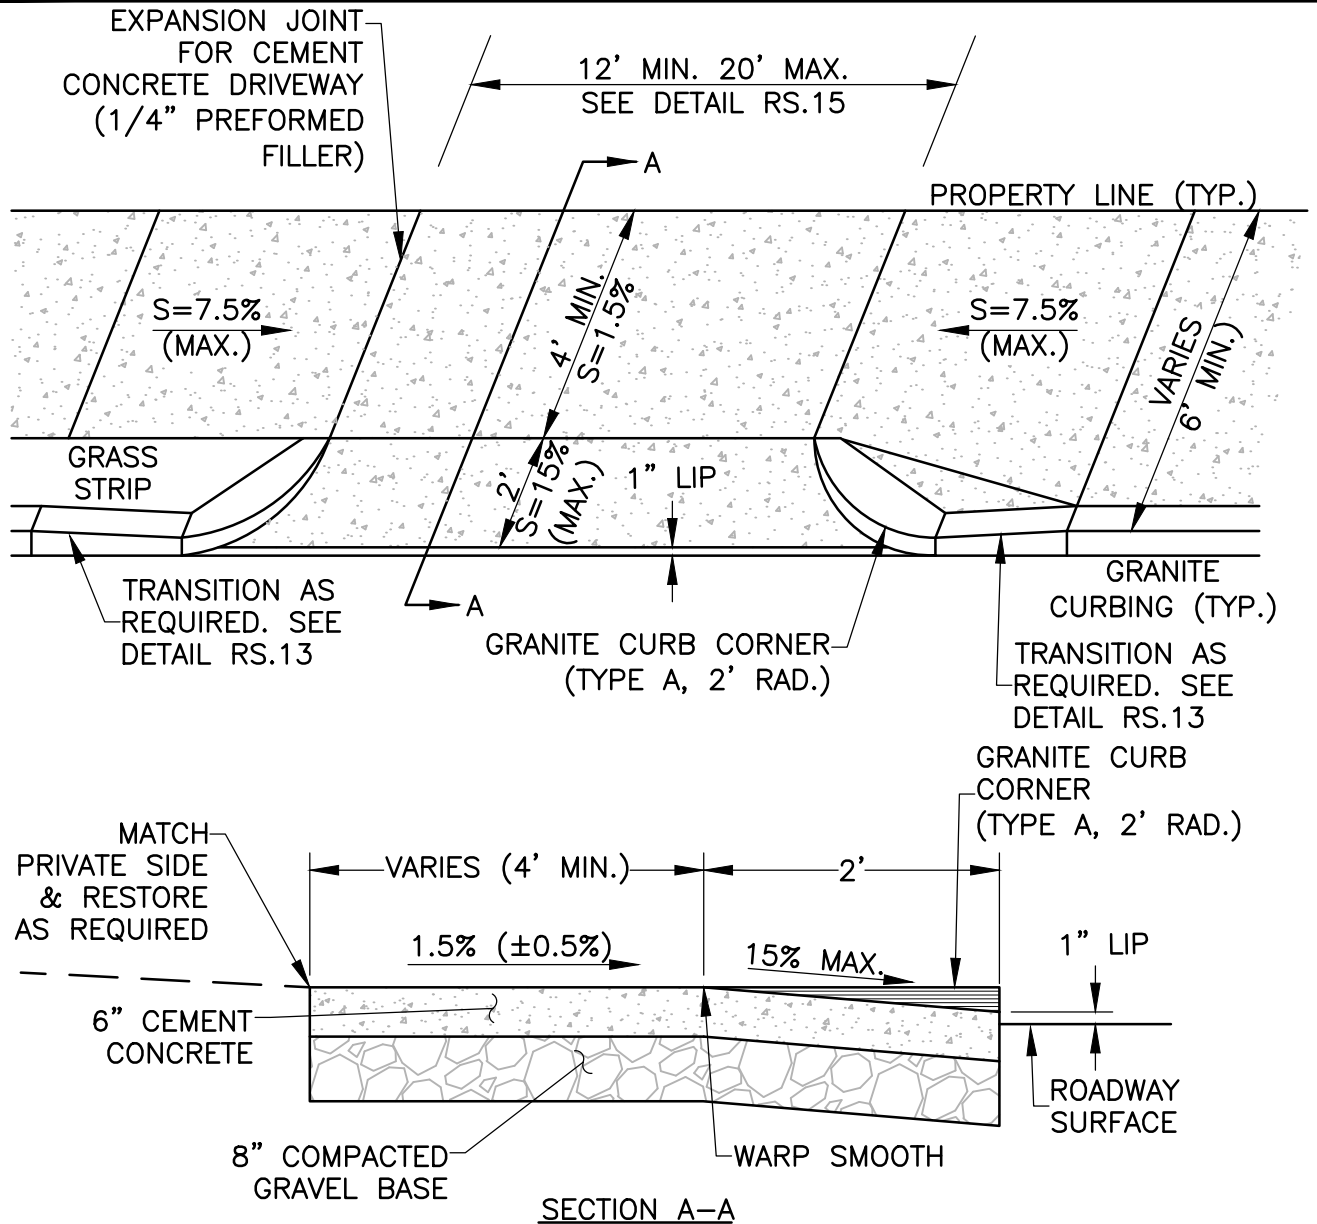 EXPANSION JOINT
FOR CEMENT
CONCRETE DRIVEWAY
(1/4" PREFORMED
FILLER)
12' MIN. 20' MAX.
SEE DETAIL RS.15
A
PROPERTY LINE (TYP.)
S=7.5%
(MAX.)
4' MIN.
S=1.5%
S=7.5%
(MAX.)
VARIES
6' MIN.)
GRASS
STRIP
2'
S=15%
(MAX.)
1" LIP
TRANSITION AS
REQUIRED. SEE
DETAIL RS.13
A
GRANITE CURB CORNER
(TYPE A, 2' RAD.)
GRANITE
CURBING (TYP.)
TRANSITION AS
REQUIRED. SEE
DETAIL RS.13
GRANITE CURB
CORNER
(TYPE A, 2' RAD.)
MATCH
PRIVATE SIDE
& RESTORE
AS REQUIRED
VARIES (4' MIN.)
2'
1.5% (±0.5%)
15% MAX.
1" LIP
6" CEMENT
CONCRETE
ROADWAY
SURFACE
8" COMPACTED
GRAVEL BASE
WARP SMOOTH
SECTION A-A